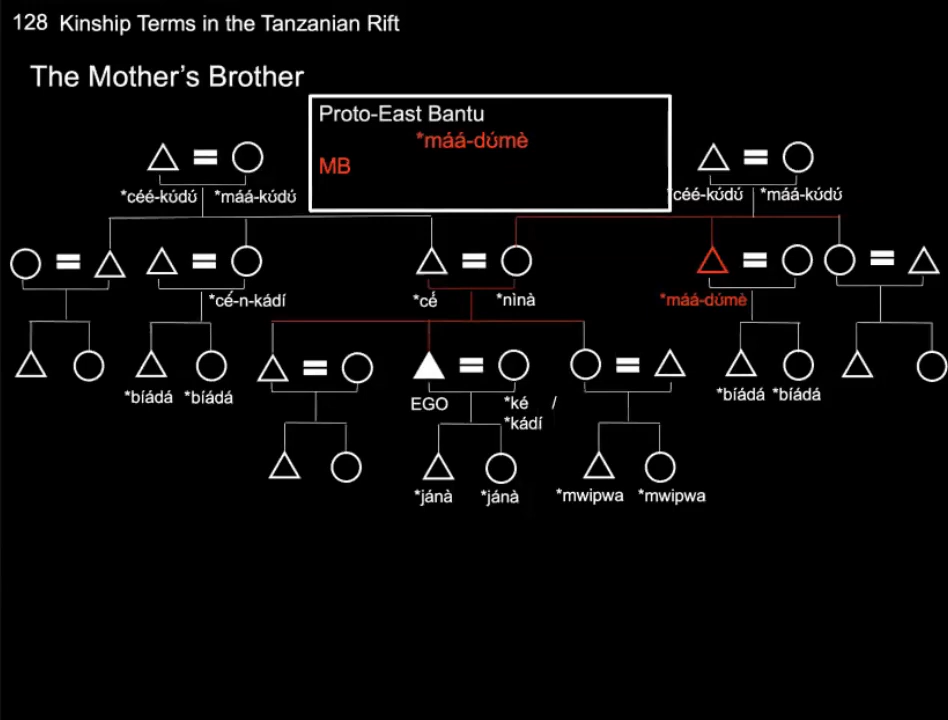 128 Kinship Terms in the Tanzanian Rift
The Mother's Brother
Proto-East Bantu
*máá-dʊ́mè
MB
*céé-kʊ́dʊ́ *máá-kʊ́dʊ́
céé-kʊ́dʊ́ *máá-kʊ́dʊ́
*cé-n-kádí
*cé
*nìnà
*máá-dʊ́mè
*bíádá *bíádá
EGO
*ké /
*kádí
*bíádá *bíádá
*jánà *jánà
*mwipwa *mwipwa